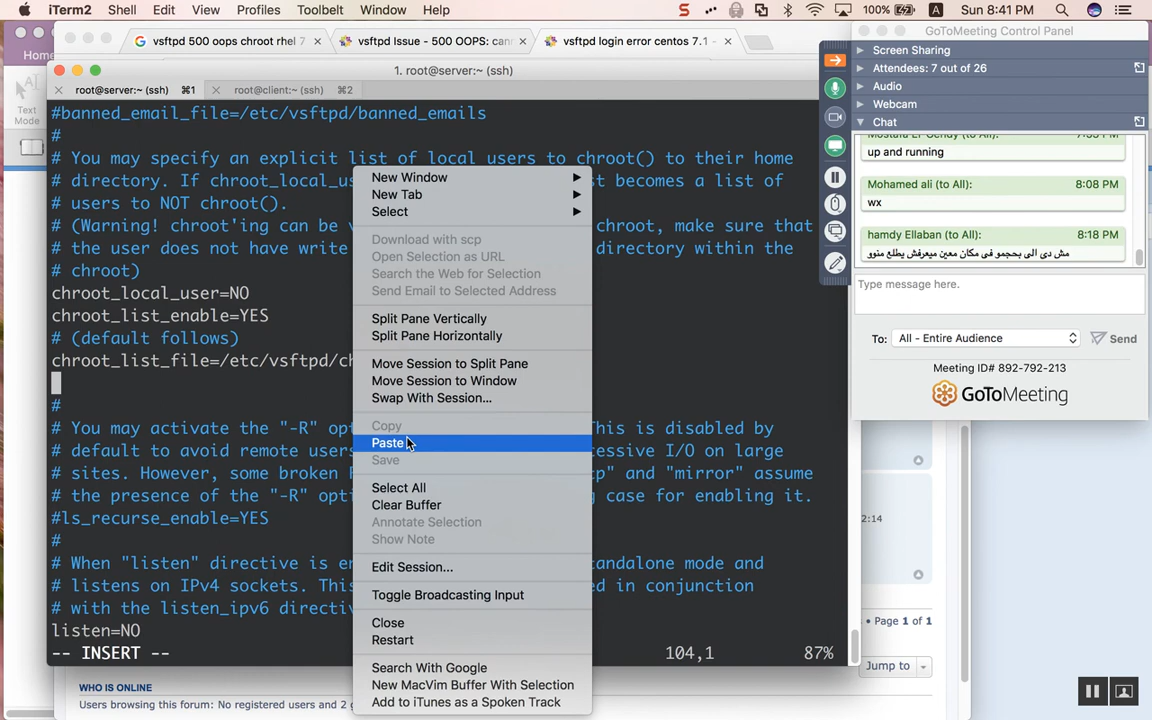 iTerm2 Shell Edit View Profiles Toolbelt Window Help
100% A Sun 8:41 PM
Home
vsftpd 500 oops chroot rhel 7
vsftpd Issue - 500 OOPS: can
vsftpd login error centos 7.1 -
1. root@server:~ (ssh)
root@server:~ (ssh) ⌘1
root@client:~ (ssh) ⌘2
Text
Mode
#banned_email_file=/etc/vsftpd/banned_emails
#
# You may specify an explicit list of local users to chroot() to their home
# directory. If chroot_local_us st becomes a list of
# users to NOT chroot().
# (Warning! chroot'ing can be v chroot, make sure that
# the user does not have write directory within the
# chroot)
chroot_local_user=NO
chroot_list_enable=YES
# (default follows)
chroot_list_file=/etc/vsftpd/ch
#
# You may activate the "-R" opt This is disabled by
# default to avoid remote users cessive I/O on large
# sites. However, some broken F tp" and "mirror" assume
# the presence of the "-R" opti g case for enabling it.
#ls_recurse_enable=YES
#
# When "listen" directive is en andalone mode and
# listens on IPv4 sockets. This ed in conjunction
# with the listen_ipv6 directiv
listen=NO
-- INSERT -- 104,1 87%
New Window
New Tab
Select
Download with scp
Open Selection as URL
Search the Web for Selection
Send Email to Selected Address
Split Pane Vertically
Split Pane Horizontally
Move Session to Split Pane
Move Session to Window
Swap With Session...
Copy
Paste
Save
Select All
Clear Buffer
Annotate Selection
Show Note
Edit Session...
Toggle Broadcasting Input
Close
Restart
Search With Google
New MacVim Buffer With Selection
Add to iTunes as a Spoken Track
GoToMeeting Control Panel
Screen Sharing
Attendees: 7 out of 26
Audio
Webcam
Chat
up and running
Mohamed ali (to All): 8:08 PM
wx
hamdy Ellaban (to All): 8:18 PM
مش دى الى بحجمو فى مكان معين ميعرفش يطلع منوو
Type message here.
To: All - Entire Audience Send
Meeting ID# 892-792-213
GoToMeeting
2:14
• Page 1 of 1
Jump to
WHO IS ONLINE
Users browsing this forum: No registered users and 2 g